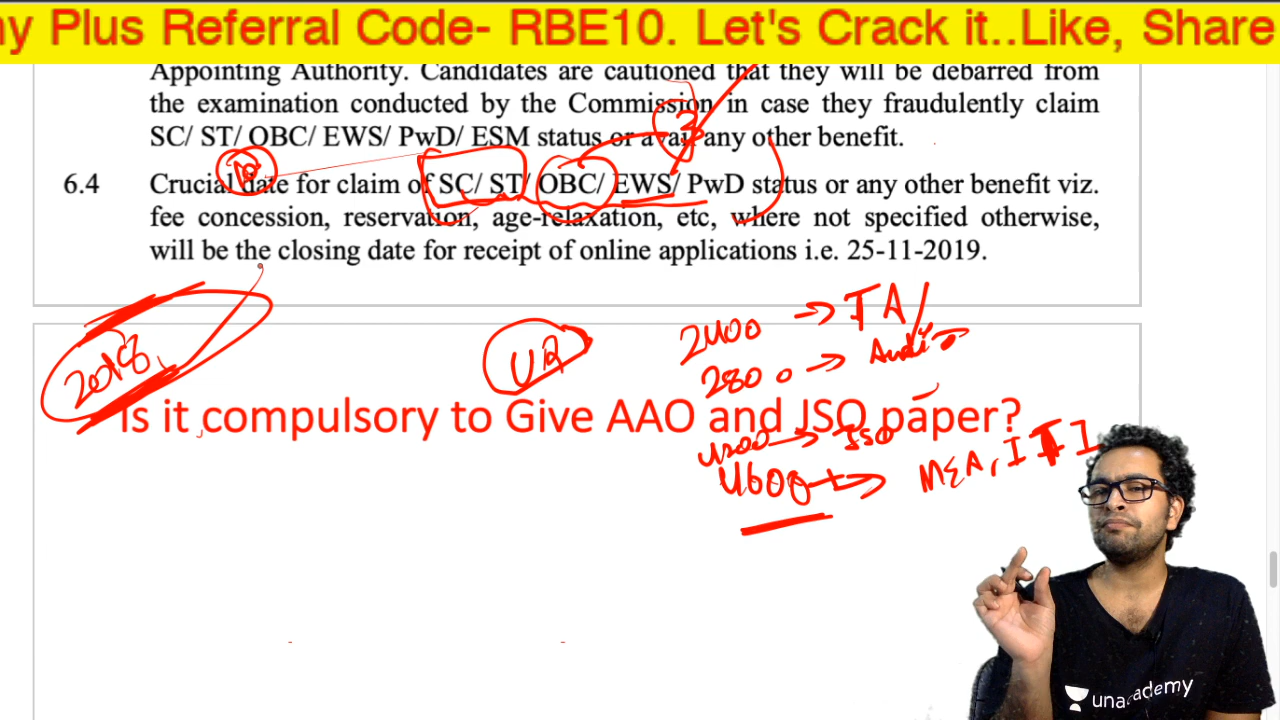 ny Plus Referral Code- RBE10. Let's Crack it..Like, Share
Appointing Authority. Candidates are cautioned that they will be debarred from
the examination conducted by the Commission in case they fraudulently claim
SC/ ST/ OBC/ EWS/ PwD/ ESM status or avail any other benefit.
3
6.4 Crucial date for claim of SC/ ST/ OBC/ EWS/ PwD status or any other benefit viz.
fee concession, reservation, age-relaxation, etc, where not specified otherwise,
will be the closing date for receipt of online applications i.e. 25-11-2019.
2018
UR
2400 → TA/
2800 → Audit
Is it compulsory to Give AAO and JSO paper?
4200 → JSO
4600 → MEA, III
unacademy